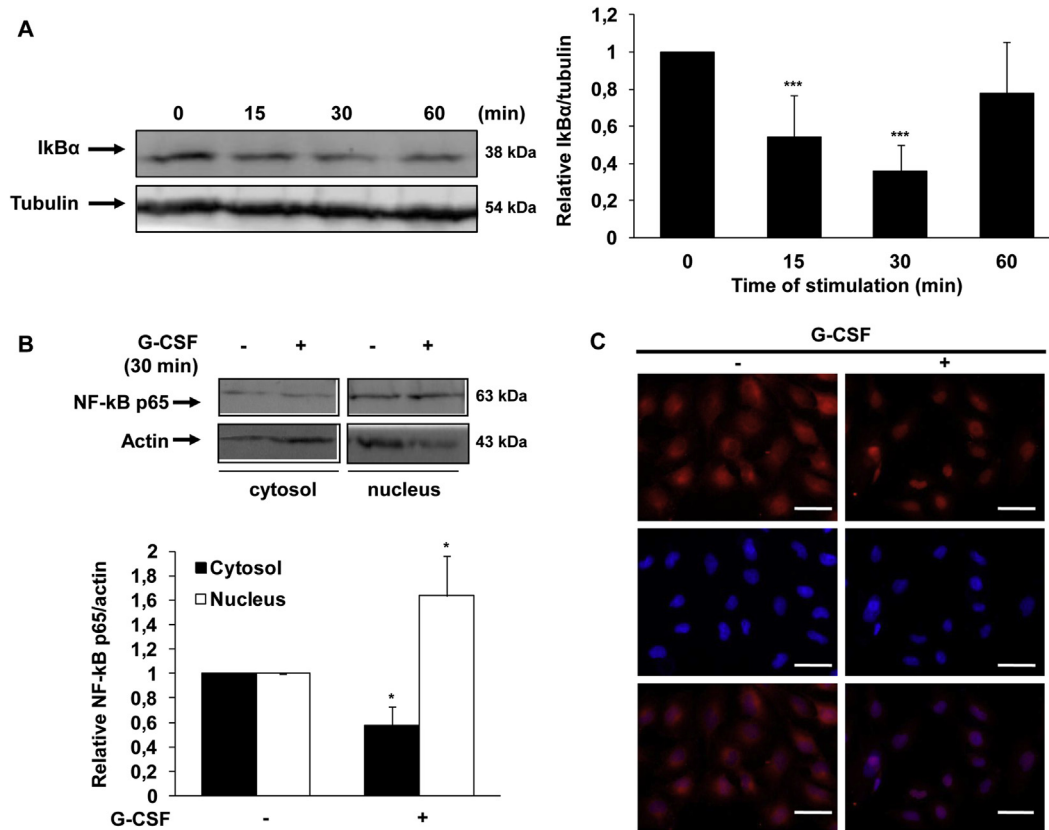 A
0 15 30 60 (min)
IkBα
38 kDa
Tubulin
54 kDa
Relative IkBα/tubulin
1,2
1
0,8
0,6
0,4
0,2
0
***
***
0 15 30 60
Time of stimulation (min)
B
G-CSF - + - +
(30 min)
NF-kB p65
63 kDa
Actin
43 kDa
cytosol nucleus
Relative NF-kB p65/actin
2
1,8
1,6
1,4
1,2
1
0,8
0,6
0,4
0,2
0
Cytosol
Nucleus
*
*
G-CSF - +
C
G-CSF
- +